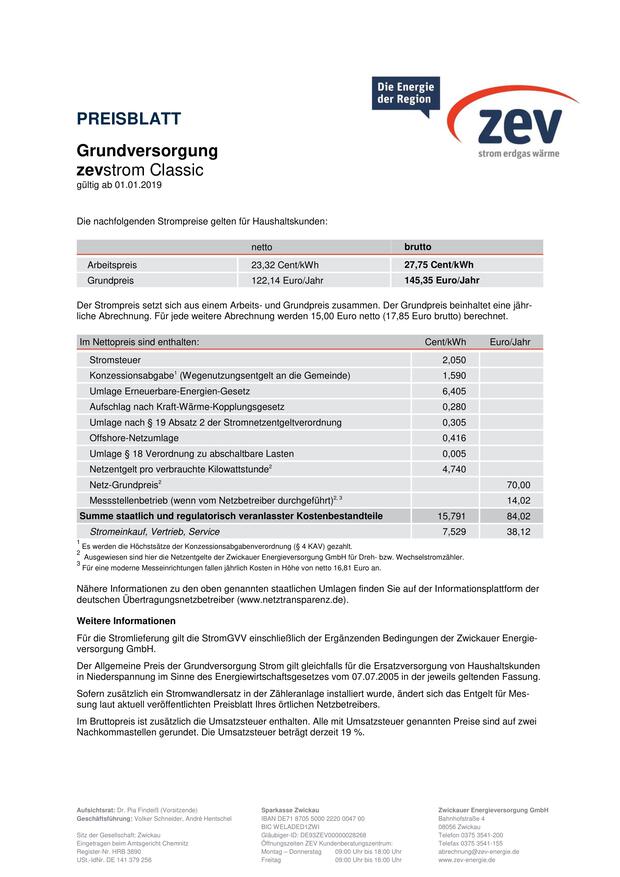 Die Energie
der Region
zev
strom erdgas wärme
PREISBLATT
Grundversorgung
zevstrom Classic
gültig ab 01.01.2019
Die nachfolgenden Strompreise gelten für Haushaltskunden:
netto brutto
Arbeitspreis 23,32 Cent/kWh 27,75 Cent/kWh
Grundpreis 122,14 Euro/Jahr 145,35 Euro/Jahr
Der Strompreis setzt sich aus einem Arbeits- und Grundpreis zusammen. Der Grundpreis beinhaltet eine jähr-
liche Abrechnung. Für jede weitere Abrechnung werden 15,00 Euro netto (17,85 Euro brutto) berechnet.
Im Nettopreis sind enthalten: Cent/kWh Euro/Jahr
Stromsteuer 2,050
Konzessionsabgabe¹ (Wegenutzungsentgelt an die Gemeinde) 1,590
Umlage Erneuerbare-Energien-Gesetz 6,405
Aufschlag nach Kraft-Wärme-Kopplungsgesetz 0,280
Umlage nach § 19 Absatz 2 der Stromnetzentgeltverordnung 0,305
Offshore-Netzumlage 0,416
Umlage § 18 Verordnung zu abschaltbare Lasten 0,005
Netzentgelt pro verbrauchte Kilowattstunde² 4,740
Netz-Grundpreis² 70,00
Messstellenbetrieb (wenn vom Netzbetreiber durchgeführt)²,³ 14,02
Summe staatlich und regulatorisch veranlasster Kostenbestandteile 15,791 84,02
Stromeinkauf, Vertrieb, Service 7,529 38,12
¹ Es werden die Höchstsätze der Konzessionsabgabenverordnung (§ 4 KAV) gezahlt.
² Ausgewiesen sind hier die Netzentgelte der Zwickauer Energieversorgung GmbH für Dreh- bzw. Wechselstromzähler.
³ Für eine moderne Messeinrichtungen fallen jährlich Kosten in Höhe von netto 16,81 Euro an.
Nähere Informationen zu den oben genannten staatlichen Umlagen finden Sie auf der Informationsplattform der
deutschen Übertragungsnetzbetreiber (www.netztransparenz.de).
Weitere Informationen
Für die Stromlieferung gilt die StromGVV einschließlich der Ergänzenden Bedingungen der Zwickauer Energie-
versorgung GmbH.
Der Allgemeine Preis der Grundversorgung Strom gilt gleichfalls für die Ersatzversorgung von Haushaltskunden
in Niederspannung im Sinne des Energiewirtschaftsgesetzes vom 07.07.2005 in der jeweils geltenden Fassung.
Sofern zusätzlich ein Stromwandlersatz in der Zähleranlage installiert wurde, ändert sich das Entgelt für Mes-
sung laut aktuell veröffentlichten Preisblatt Ihres örtlichen Netzbetreibers.
Im Bruttopreis ist zusätzlich die Umsatzsteuer enthalten. Alle mit Umsatzsteuer genannten Preise sind auf zwei
Nachkommastellen gerundet. Die Umsatzsteuer beträgt derzeit 19 %.
Aufsichtsrat: Dr. Pia Findeiß (Vorsitzende)
Geschäftsführung: Volker Schneider, André Hentschel
Sitz der Gesellschaft: Zwickau
Eingetragen beim Amtsgericht Chemnitz
Register-Nr. HRB 3890
USt.-IdNr. DE 141 379 256
Sparkasse Zwickau
IBAN DE71 8705 5000 2220 0047 00
BIC WELADED1ZWI
Gläubiger-ID: DE93ZEV00000028268
Öffnungszeiten ZEV Kundenberatungszentrum:
Montag – Donnerstag 09:00 Uhr bis 18:00 Uhr
Freitag 09:00 Uhr bis 16:00 Uhr
Zwickauer Energieversorgung GmbH
Bahnhofstraße 4
08056 Zwickau
Telefon 0375 3541-200
Telefax 0375 3541-155
abrechnung@zev-energie.de
www.zev-energie.de